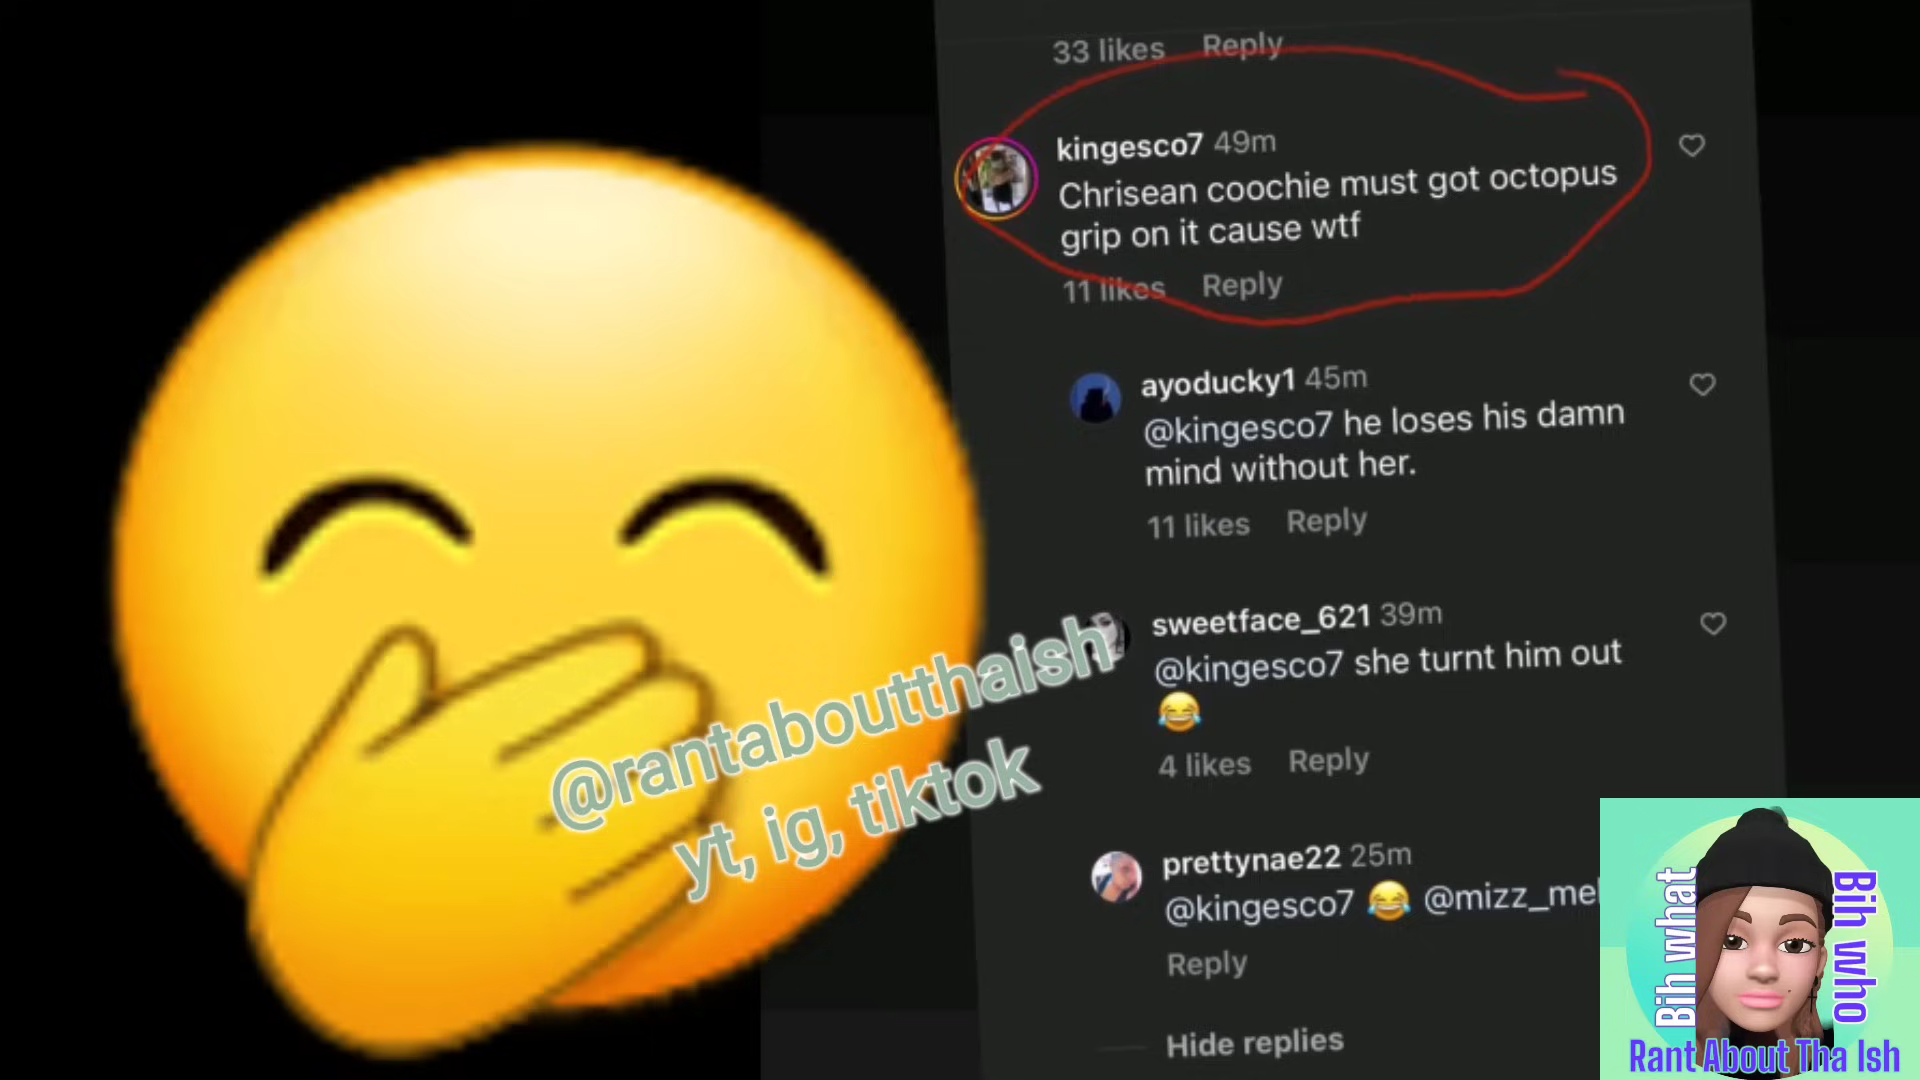 33 likes Reply
kingesco7 49m
Chrisean coochie must got octopus
grip on it cause wtf
11 likes Reply
ayoducky1 45m
@kingesco7 he loses his damn
mind without her.
11 likes Reply
sweetface_621 39m
@kingesco7 she turnt him out
😂
4 likes Reply
prettynae22 25m
@kingesco7 😂 @mizz_mel
Reply
Hide replies
@rantaboutthaish
yt, ig, tiktok
Bih what
Bih who
Rant About Tha Ish